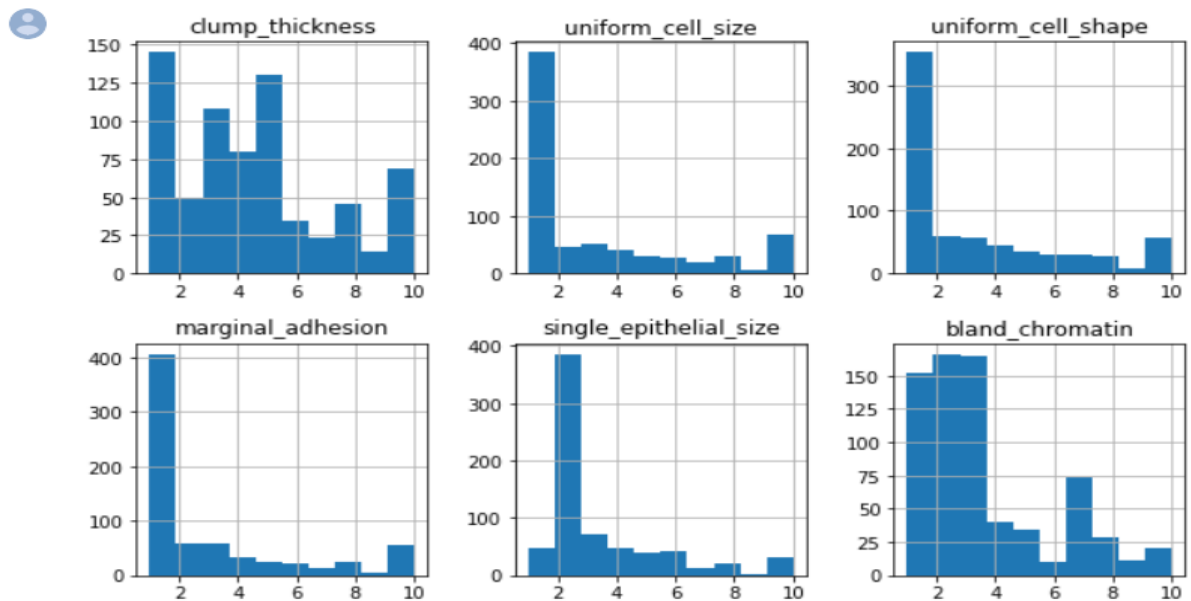 clump_thickness
uniform_cell_size
uniform_cell_shape
150
125
100
75
50
25
0
2 4 6 8 10
400
300
200
100
0
2 4 6 8 10
300
200
100
0
2 4 6 8 10
marginal_adhesion
single_epithelial_size
bland_chromatin
400
300
200
100
0
2 4 6 8 10
400
300
200
100
0
2 4 6 8 10
150
125
100
75
50
25
0
2 4 6 8 10